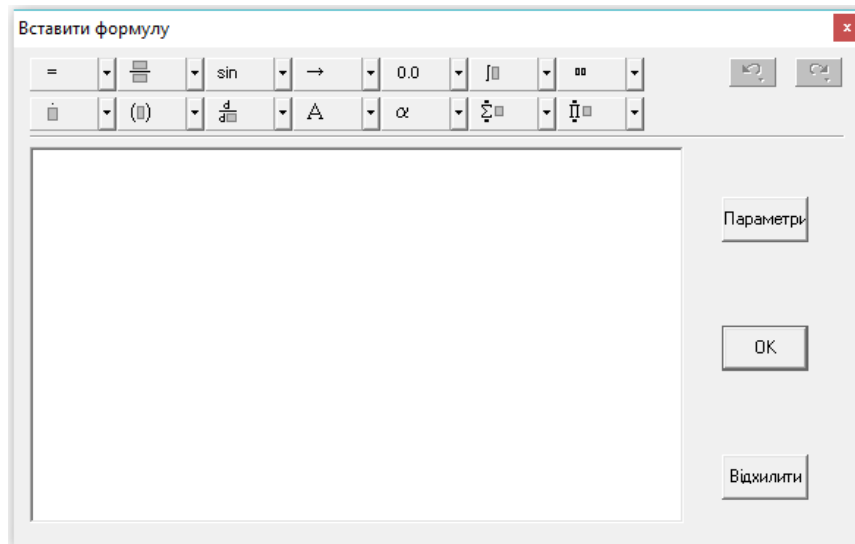 Вставити формулу
x
= sin → 0.0 ∫
(▯) d/d A α Σ Π
Параметри
OK
Відхилити